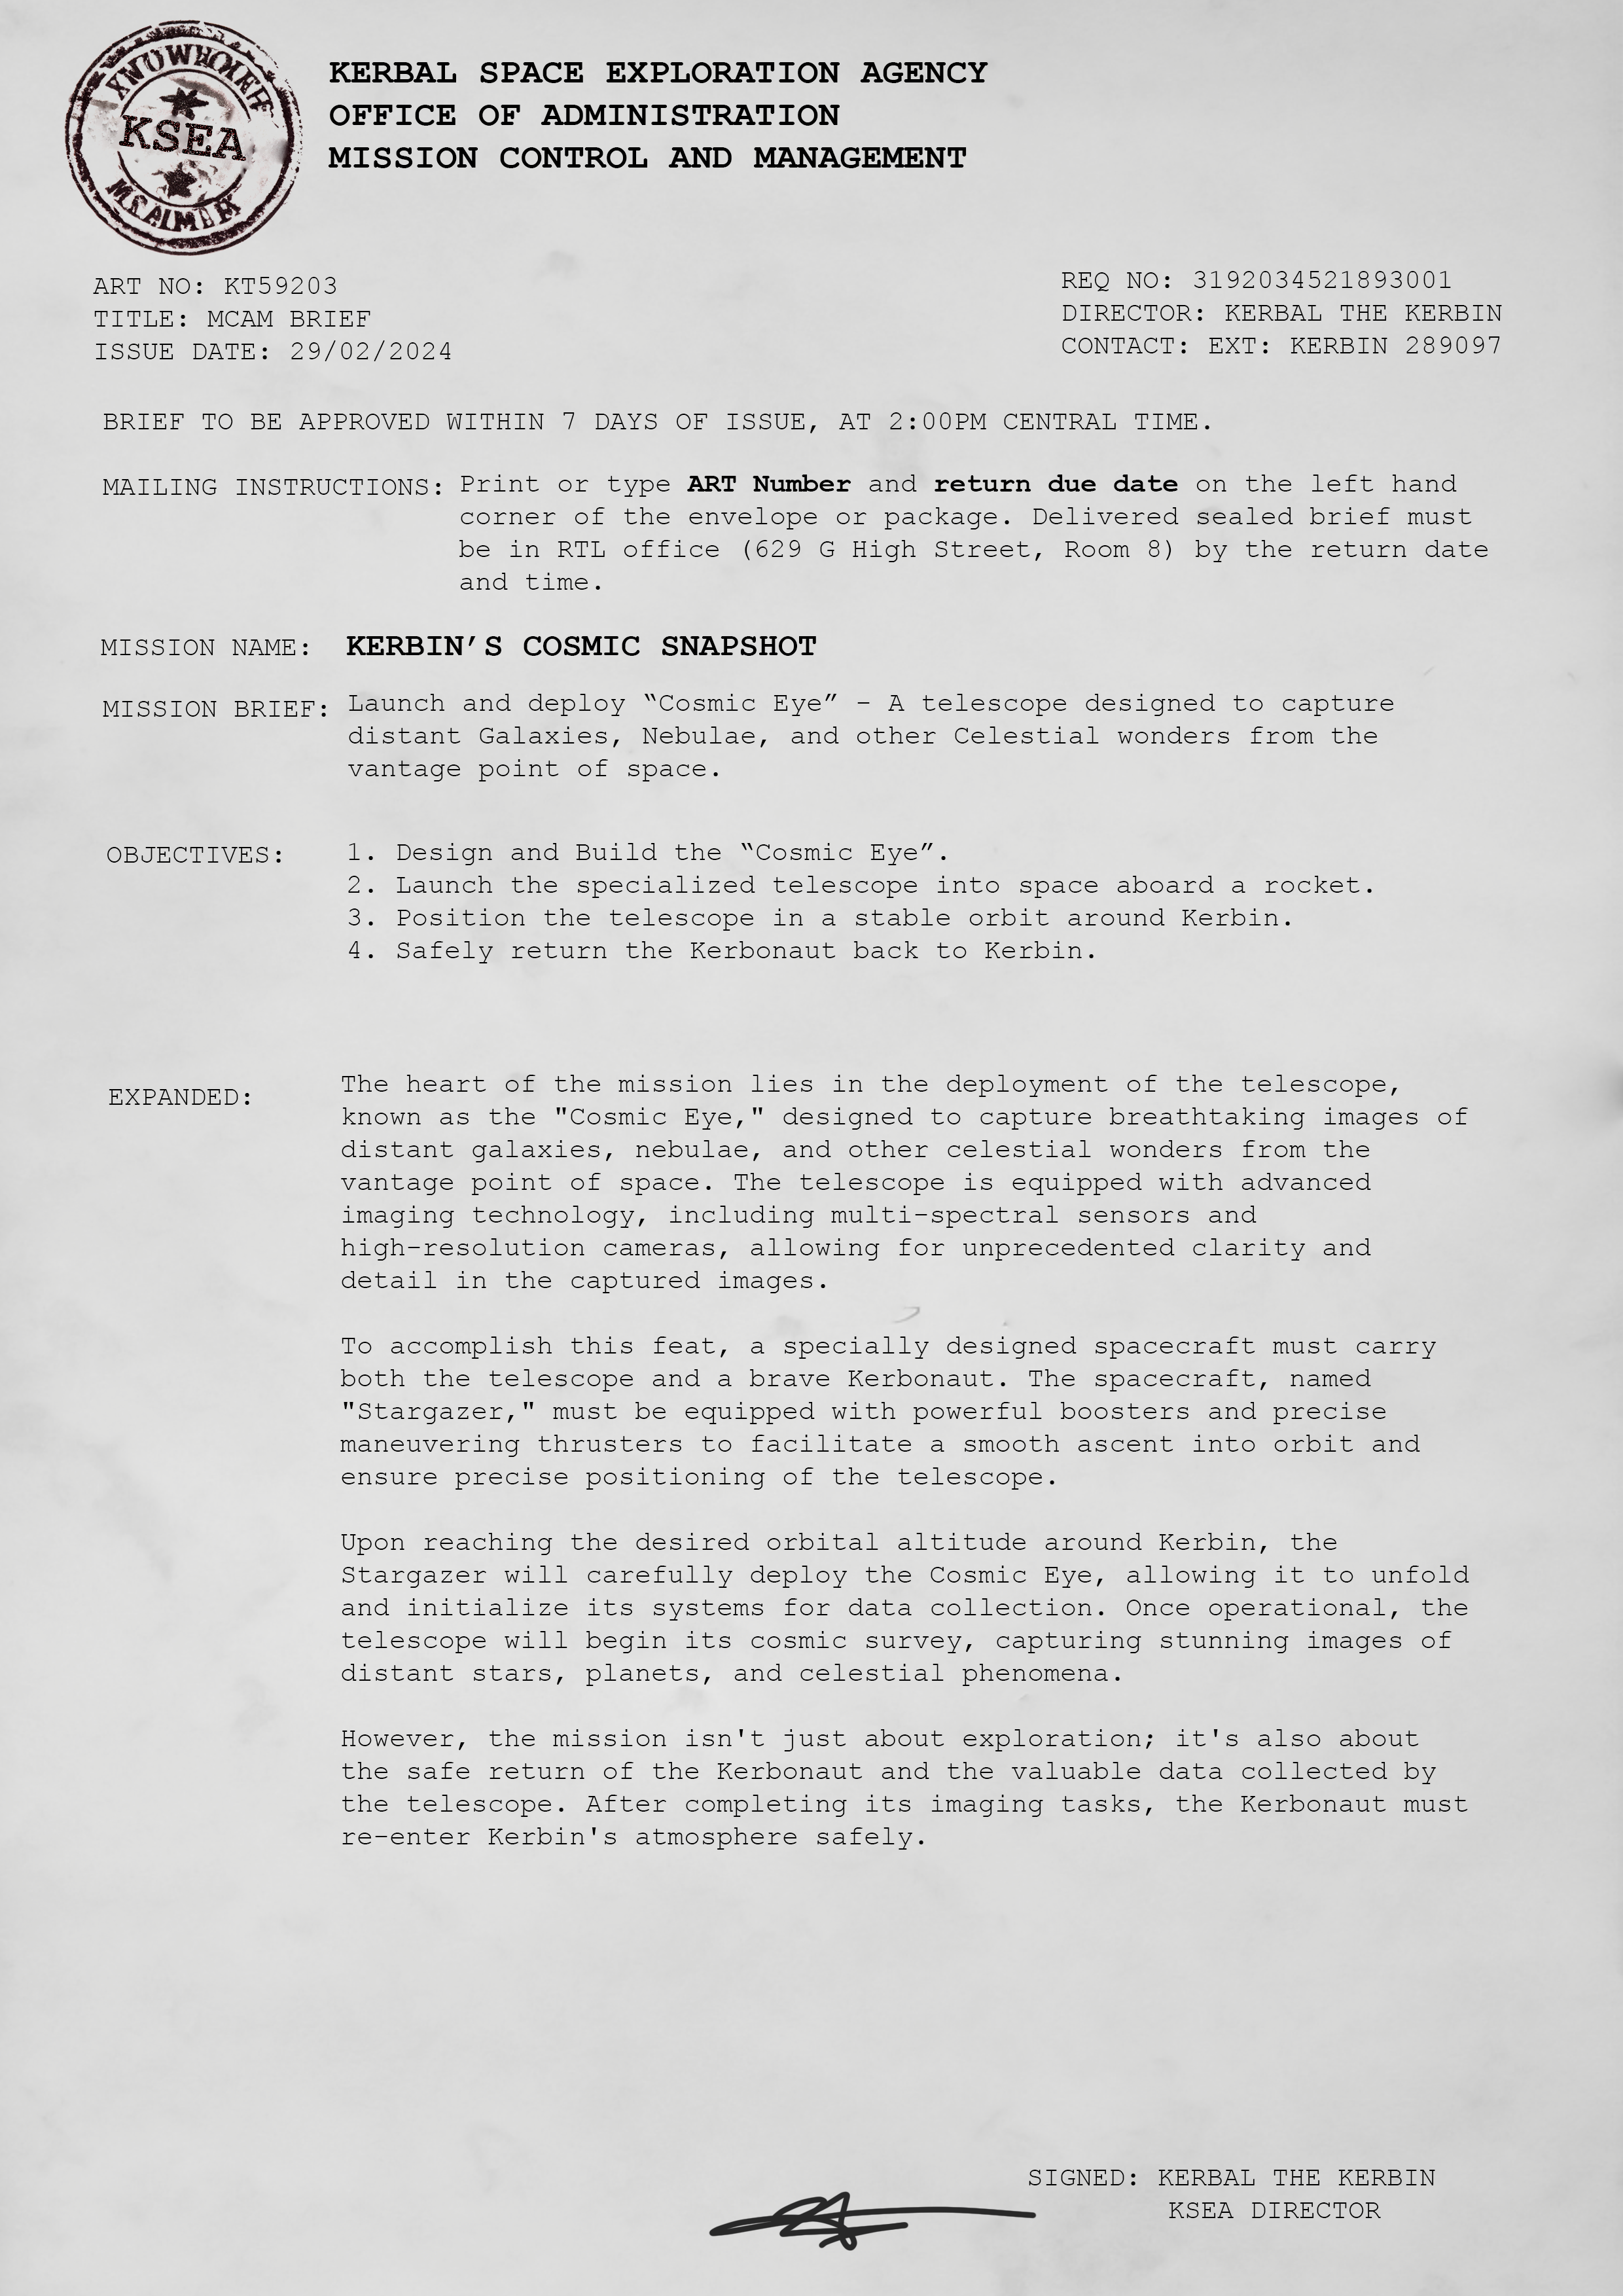 KSEA
KERBAL SPACE EXPLORATION AGENCY
OFFICE OF ADMINISTRATION
MISSION CONTROL AND MANAGEMENT
ART NO: KT59203
TITLE: MCAM BRIEF
ISSUE DATE: 29/02/2024
REQ NO: 3192034521893001
DIRECTOR: KERBAL THE KERBIN
CONTACT: EXT: KERBIN 289097
BRIEF TO BE APPROVED WITHIN 7 DAYS OF ISSUE, AT 2:00PM CENTRAL TIME.
MAILING INSTRUCTIONS: Print or type ART Number and return due date on the left hand
corner of the envelope or package. Delivered sealed brief must
be in RTL office (629 G High Street, Room 8) by the return date
and time.
MISSION NAME: KERBIN’S COSMIC SNAPSHOT
MISSION BRIEF: Launch and deploy “Cosmic Eye” - A telescope designed to capture
distant Galaxies, Nebulae, and other Celestial wonders from the
vantage point of space.
OBJECTIVES: 1. Design and Build the “Cosmic Eye”.
2. Launch the specialized telescope into space aboard a rocket.
3. Position the telescope in a stable orbit around Kerbin.
4. Safely return the Kerbonaut back to Kerbin.
EXPANDED: The heart of the mission lies in the deployment of the telescope,
known as the "Cosmic Eye," designed to capture breathtaking images of
distant galaxies, nebulae, and other celestial wonders from the
vantage point of space. The telescope is equipped with advanced
imaging technology, including multi-spectral sensors and
high-resolution cameras, allowing for unprecedented clarity and
detail in the captured images.
To accomplish this feat, a specially designed spacecraft must carry
both the telescope and a brave Kerbonaut. The spacecraft, named
"Stargazer," must be equipped with powerful boosters and precise
maneuvering thrusters to facilitate a smooth ascent into orbit and
ensure precise positioning of the telescope.
Upon reaching the desired orbital altitude around Kerbin, the
Stargazer will carefully deploy the Cosmic Eye, allowing it to unfold
and initialize its systems for data collection. Once operational, the
telescope will begin its cosmic survey, capturing stunning images of
distant stars, planets, and celestial phenomena.
However, the mission isn't just about exploration; it's also about
the safe return of the Kerbonaut and the valuable data collected by
the telescope. After completing its imaging tasks, the Kerbonaut must
re-enter Kerbin's atmosphere safely.
SIGNED: KERBAL THE KERBIN
KSEA DIRECTOR